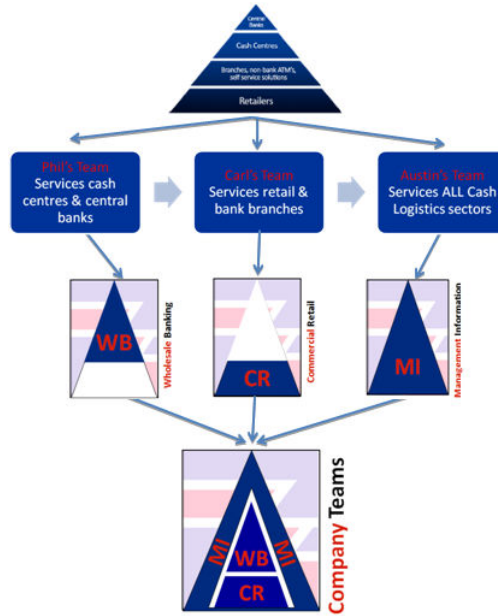 Central
Banks
Cash Centres
Branches, non-bank ATM's,
self service solutions
Retailers
Phil's Team
Services cash
centres & central
banks
Carl's Team
Services retail &
bank branches
Austin's Team
Services ALL Cash
Logistics sectors
WB
Wholesale Banking
CR
Commercial Retail
MI
Management Information
MI
WB
MI
CR
Company Teams